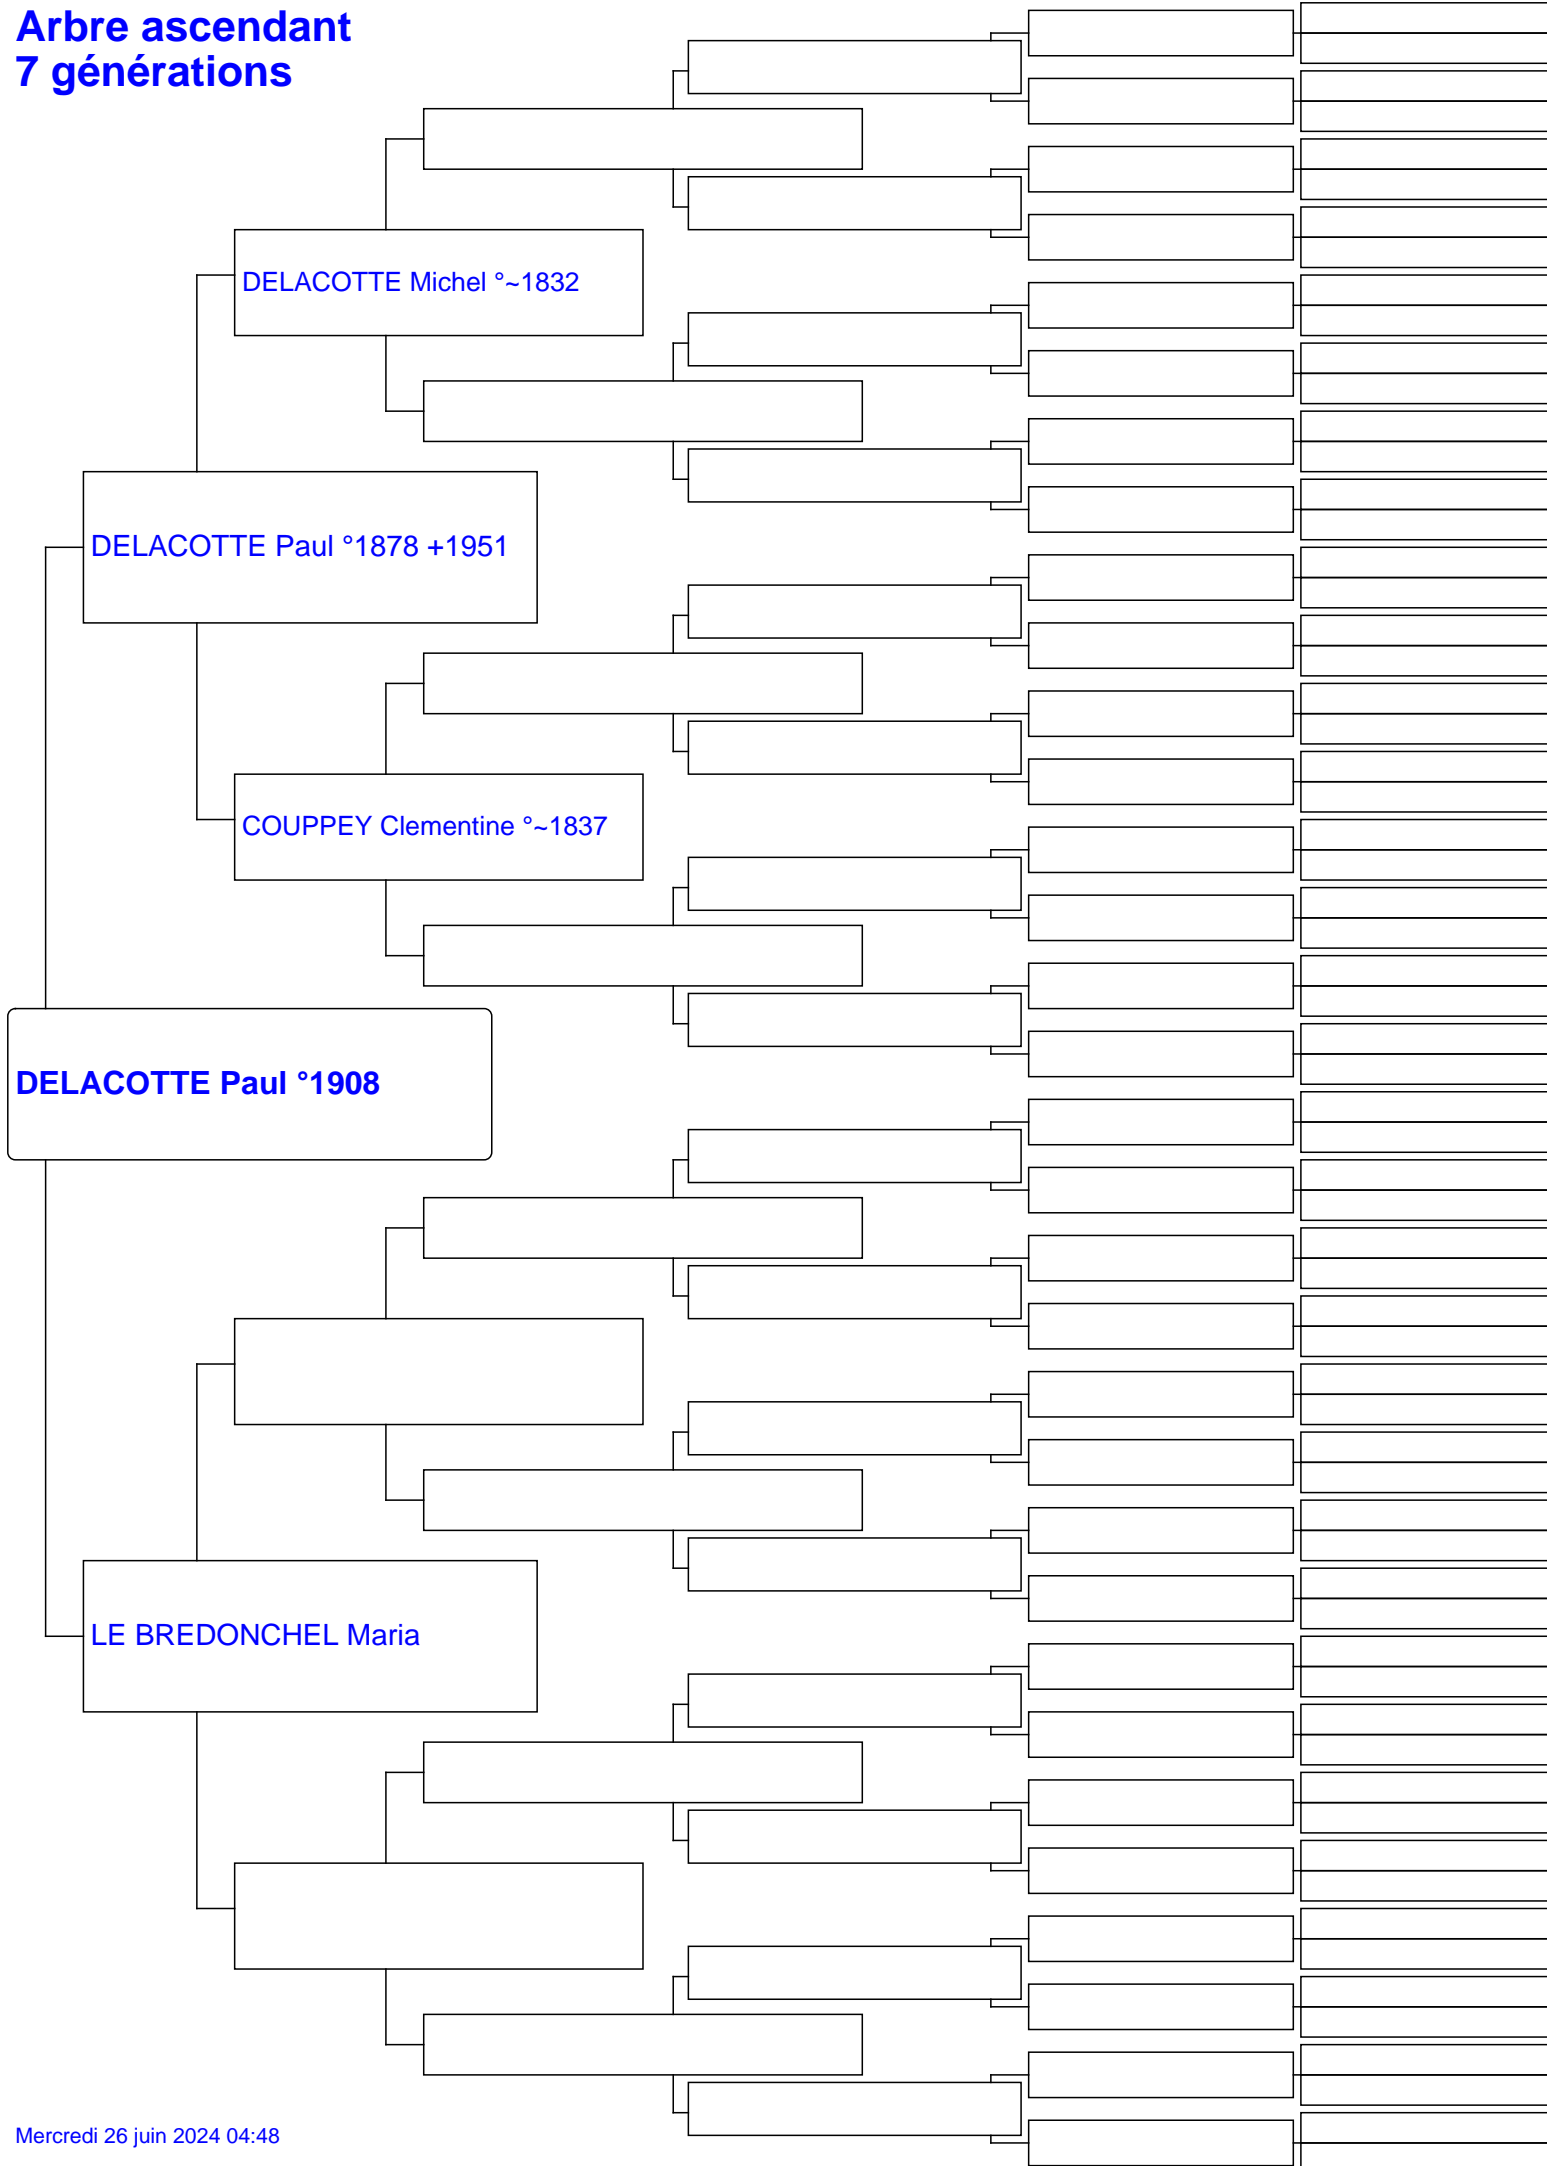 Arbre ascendant
7 générations
DELACOTTE Michel °~1832
DELACOTTE Paul °1878 +1951
COUPPEY Clementine °~1837
DELACOTTE Paul °1908
LE BREDONCHEL Maria
Mercredi 26 juin 2024 04:48